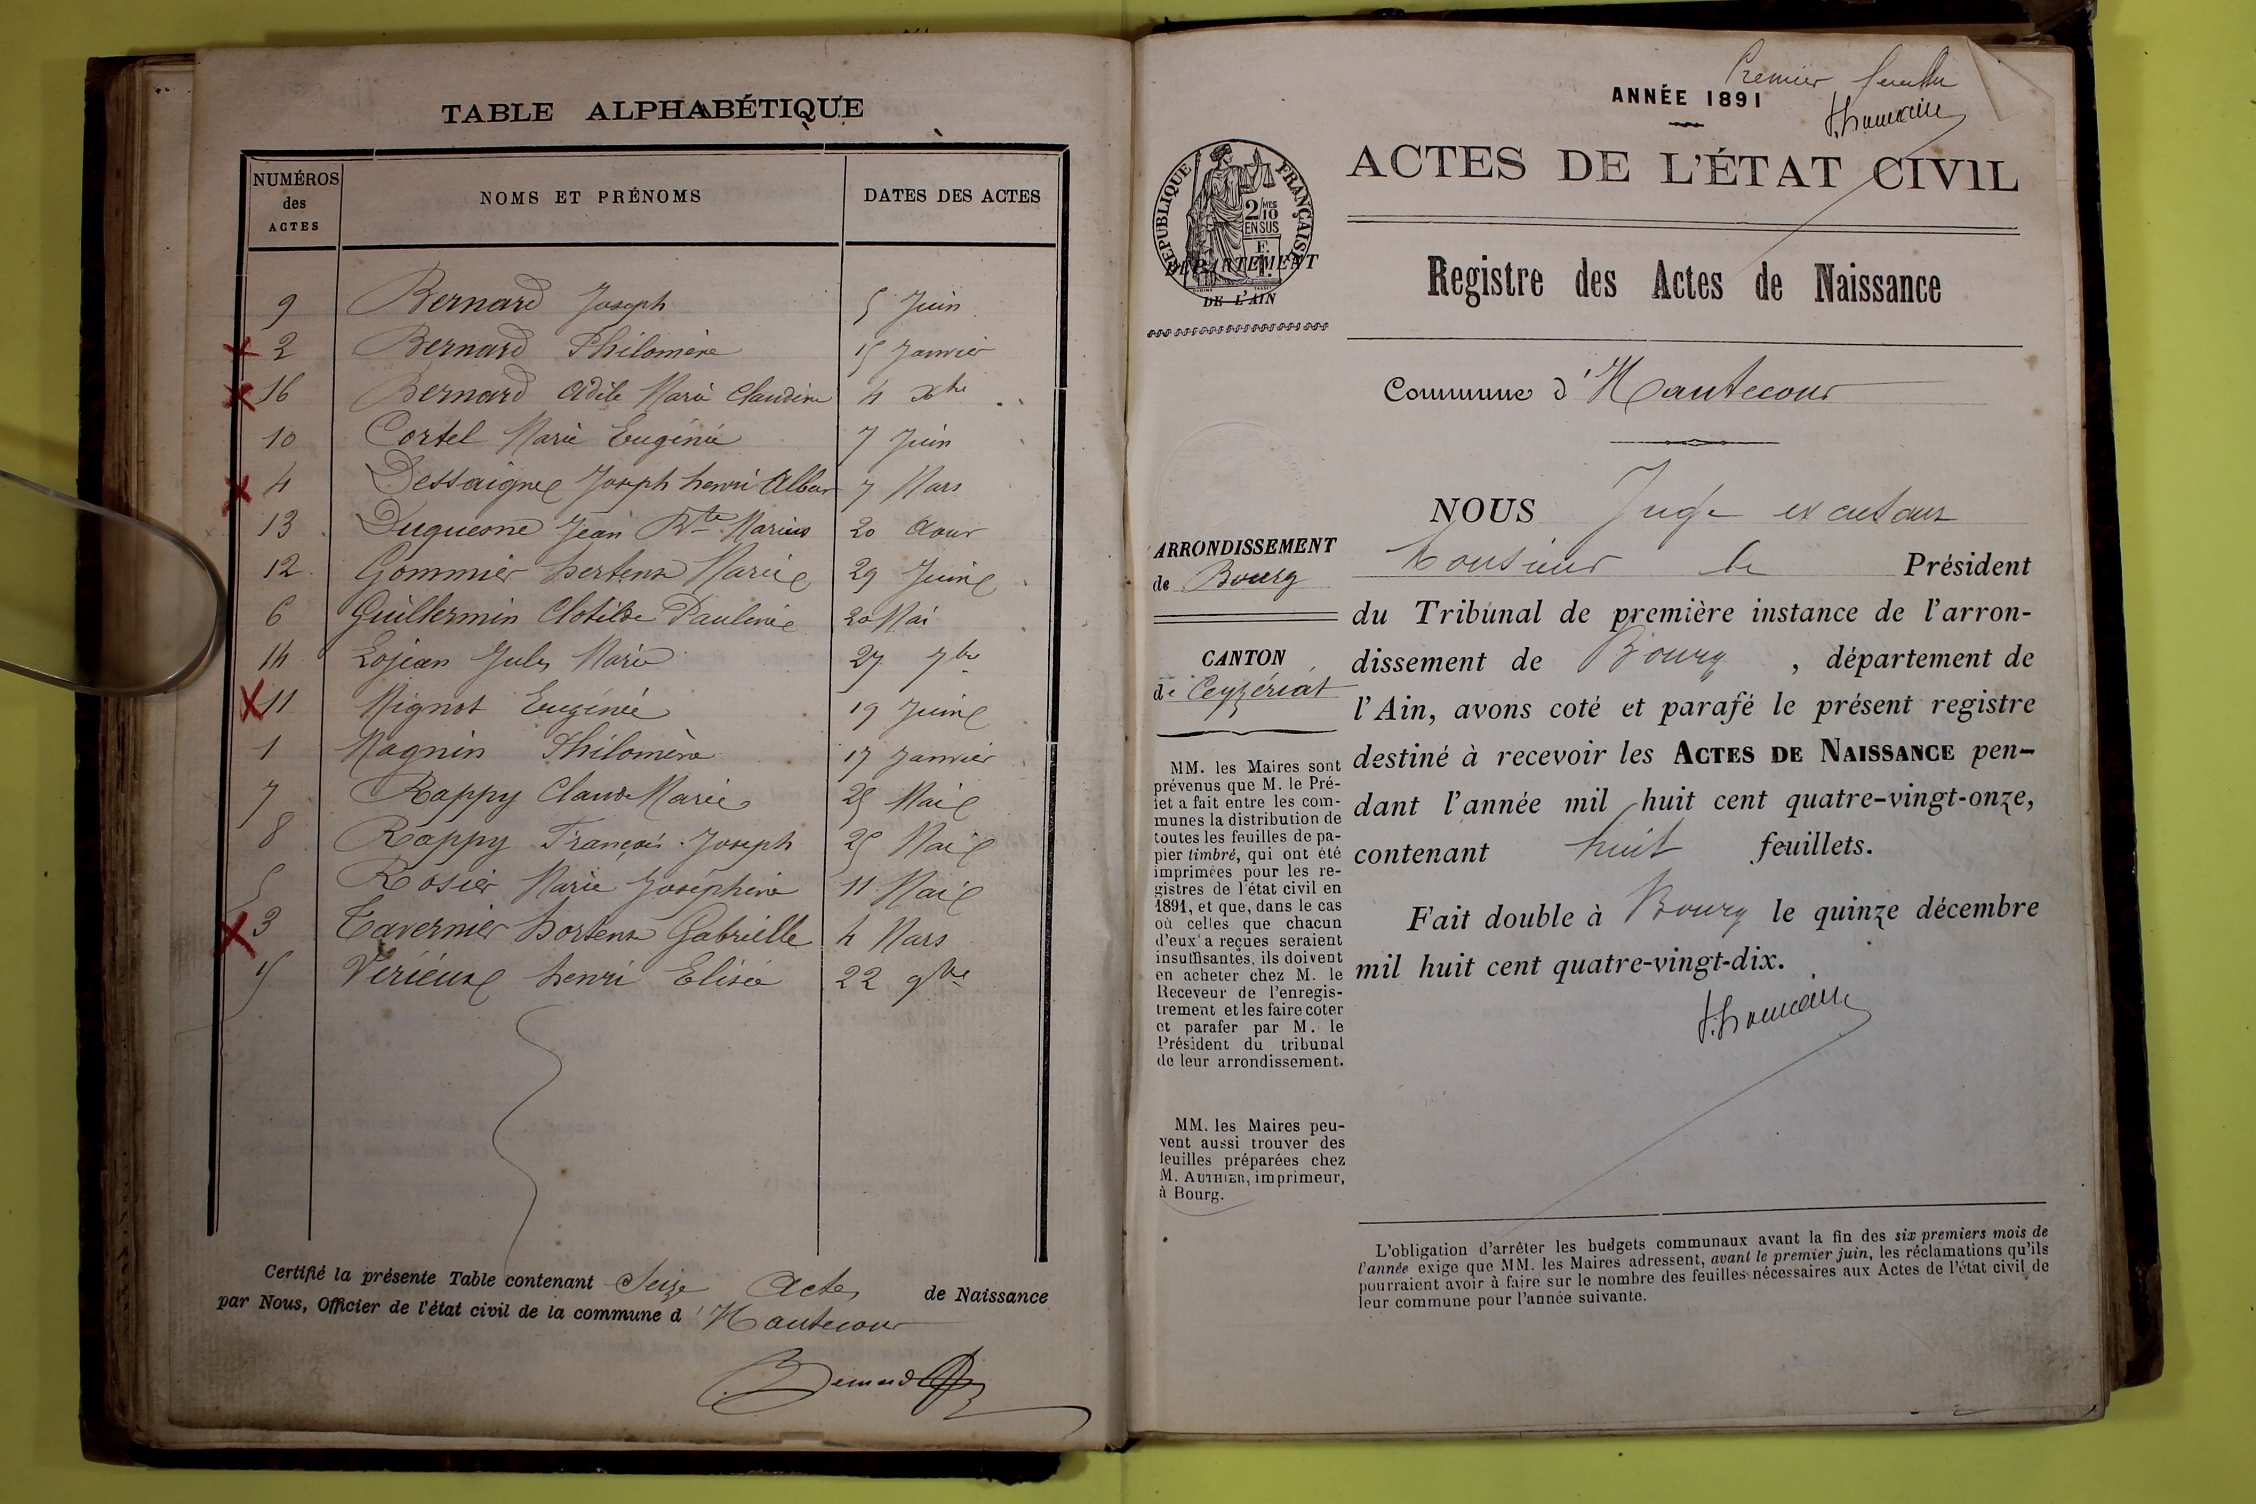 TABLE ALPHABÉTIQUE
NUMÉROS des ACTES NOMS ET PRÉNOMS DATES DES ACTES
9 Bernard Joseph 5 Juin
2 Bernard Philomène 15 Janvier
16 Bernard Adèle Marie Claudine 4 Xbre
10 Cortel Marie Eugénie 7 Juin
4 Dessaigne Joseph henri Alber 7 Mars
13 Duquesne Jean Bte Marius 20 Aout
12 Gommier hortense Marie 29 Juin
6 Guillermin Clotilde Pauline 20 Mai
14 Lojean Jules Marie 27 7bre
11 Mignot Eugénie 19 Juin
1 Magnin Philomène 17 Janvier
7 Rappy Claude Marie 25 Mai
8 Rappy François Joseph 25 Mai
5 Rosier Marie Joséphine 11 Mai
3 Tavernier hortense Gabrielle 4 Mars
15 Verieux henri Elisée 22 9bre
Certifié la présente Table contenant Seize Actes de Naissance
par Nous, Officier de l'état civil de la commune d'Hautecour
Bernard
Premier feuillet
ANNÉE 1891
ACTES DE L'ÉTAT CIVIL
RÉPUBLIQUE FRANÇAISE
2/10 MES
EN SUS
DÉPARTEMENT
DE L'AIN
Registre des Actes de Naissance
Commune d'Hautecour
ARRONDISSEMENT
de Bourg
CANTON
de Ceyzériat
MM. les Maires sont
prévenus que M. le Pré-
fet a fait entre les com-
munes la distribution de
toutes les feuilles de pa-
pier timbré, qui ont été
imprimées pour les re-
gistres de l'état civil en
1891, et que, dans le cas
où celles que chacun
d'eux a reçues seraient
insuffisantes, ils doivent
en acheter chez M. le
Receveur de l'enregis-
trement et les faire coter
et parafer par M. le
Président du tribunal
de leur arrondissement.
MM. les Maires peu-
vent aussi trouver des
feuilles préparées chez
M. AUTHIER, imprimeur,
à Bourg.
NOUS Juge
Monsieur le Président
du Tribunal de première instance de l'arron-
dissement de Bourg, département de
l'Ain, avons coté et parafé le présent registre
destiné à recevoir les ACTES DE NAISSANCE pen-
dant l'année mil huit cent quatre-vingt-onze,
contenant huit feuillets.
Fait double à Bourg le quinze décembre
mil huit cent quatre-vingt-dix.
L'obligation d'arrêter les budgets communaux avant la fin des six premiers mois de
l'année exige que MM. les Maires adressent, avant le premier juin, les réclamations qu'ils
pourraient avoir à faire sur le nombre des feuilles nécessaires aux Actes de l'état civil de
leur commune pour l'année suivante.